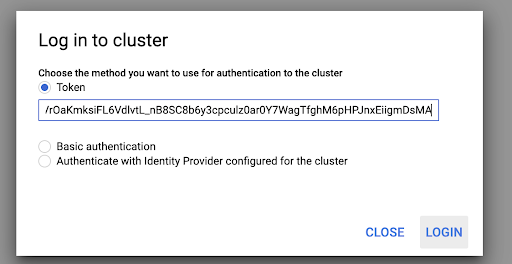 Log in to cluster
Choose the method you want to use for authentication to the cluster
Token
/rOaKmksiFL6VdlvtL_nB8SC8b6y3cpculz0ar0Y7WagTfghM6pHPJnxEiigmDsMA
Basic authentication
Authenticate with Identity Provider configured for the cluster
CLOSE LOGIN